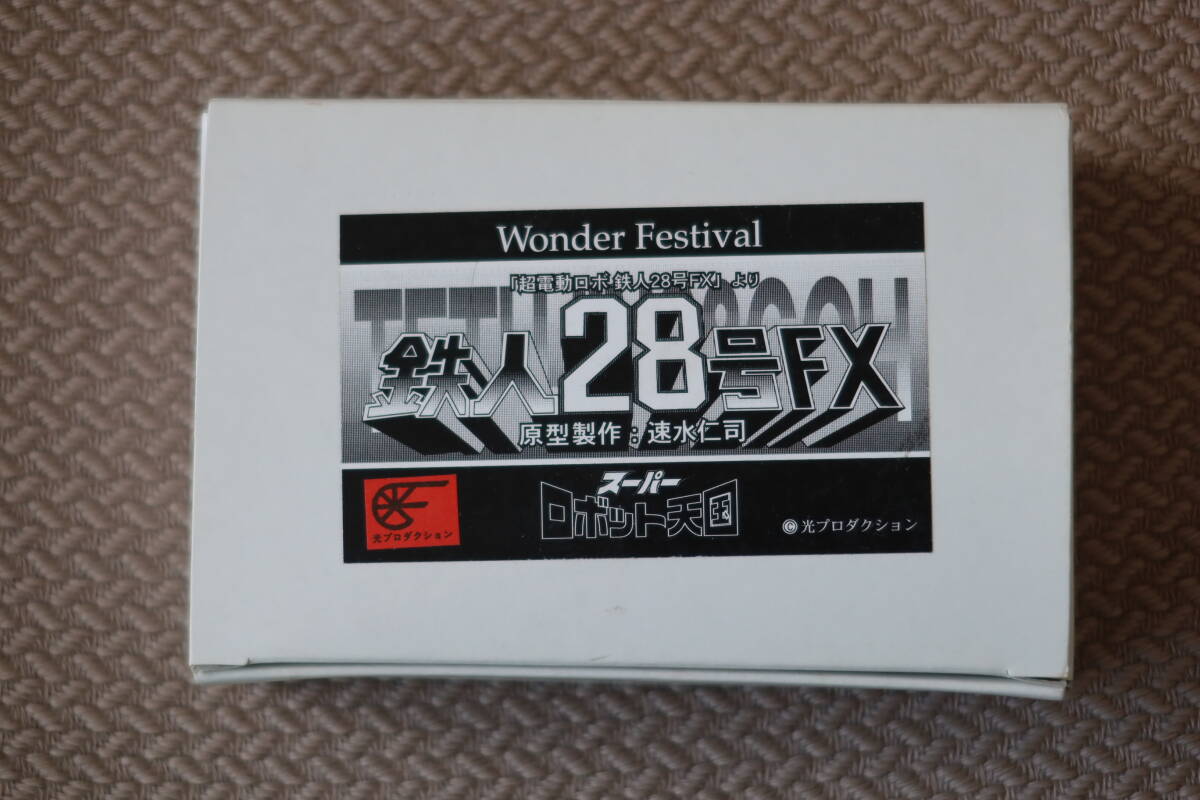 Wonder Festival
「超電動ロボ 鉄人28号FX」より
鉄人28号FX
原型製作：速水仁司
光プロダクション
スーパー
ロボット天国
©光プロダクション